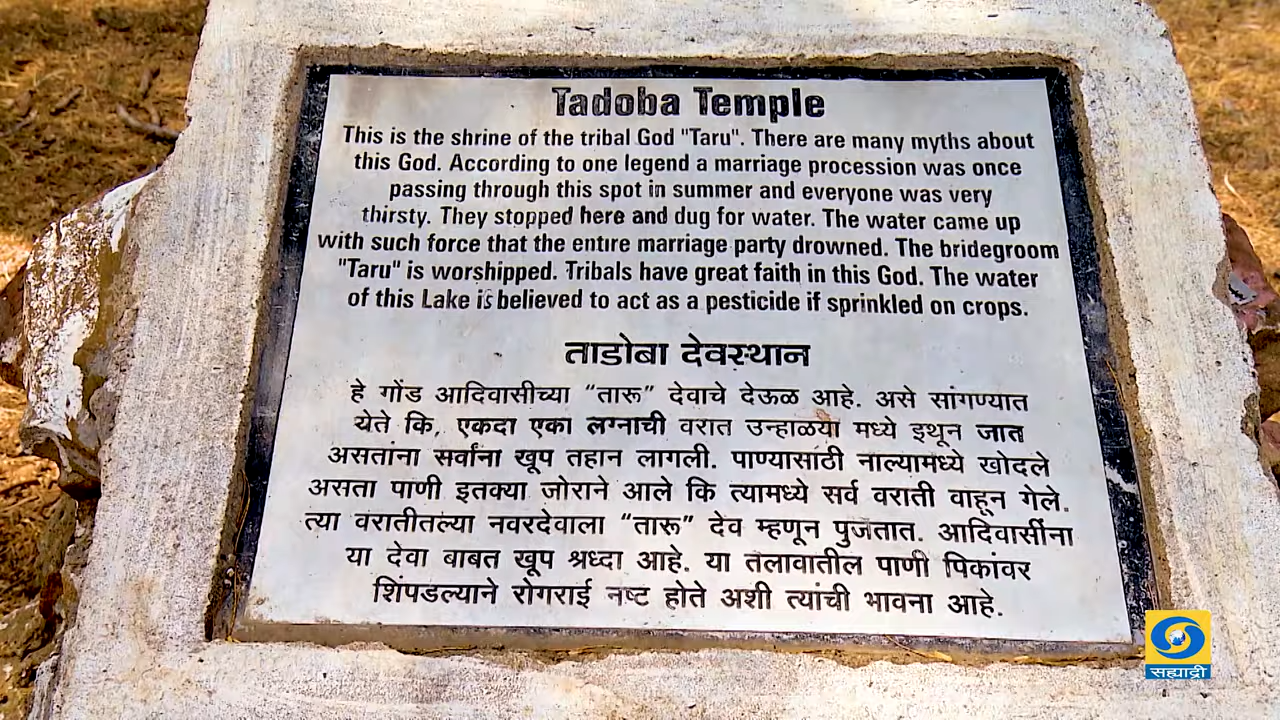 Tadoba Temple
This is the shrine of the tribal God "Taru". There are many myths about
this God. According to one legend a marriage procession was once
passing through this spot in summer and everyone was very
thirsty. They stopped here and dug for water. The water came up
with such force that the entire marriage party drowned. The bridegroom
"Taru" is worshipped. Tribals have great faith in this God. The water
of this Lake is believed to act as a pesticide if sprinkled on crops.
ताडोबा देवस्थान
हे गोंड आदिवासीच्या “तारू” देवाचे देऊळ आहे. असे सांगण्यात
येते कि, एकदा एका लग्नाची वरात उन्हाळया मध्ये इथून जात
असतांना सर्वांना खूप तहान लागली. पाण्यासाठी नाल्यामध्ये खोदले
असता पाणी इतक्या जोराने आले कि त्यामध्ये सर्व वराती वाहून गेले.
त्या वरातीतल्या नवरदेवाला “तारू” देव म्हणून पुजतात. आदिवासींना
या देवा बाबत खूप श्रध्दा आहे. या तलावातील पाणी पिकांवर
शिंपडल्याने रोगराई नष्ट होते अशी त्यांची भावना आहे.
सह्याद्री